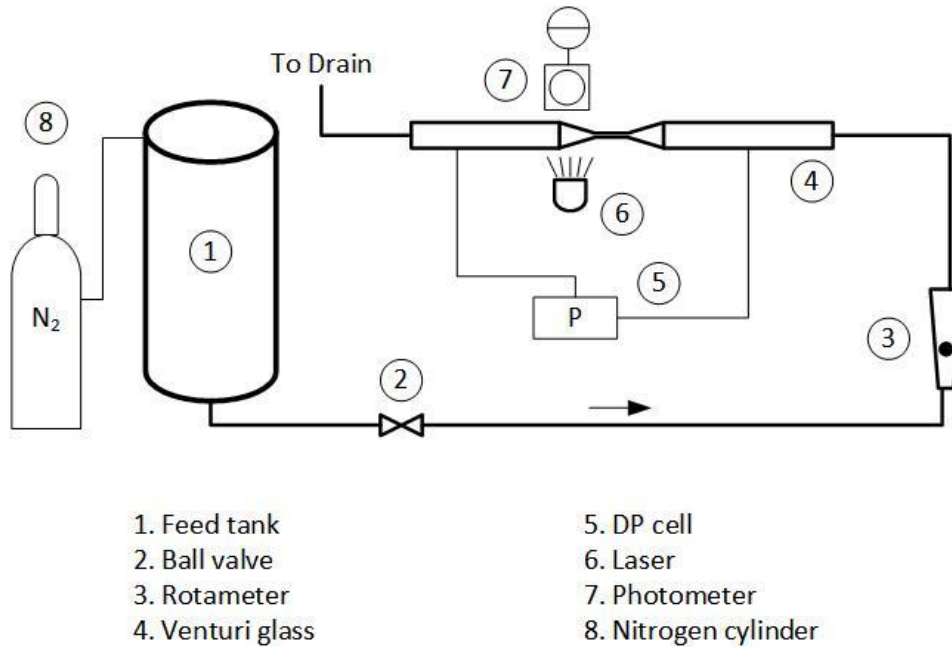 To Drain
7
8
4
6
1
5
N₂
P
3
2
1. Feed tank
2. Ball valve
3. Rotameter
4. Venturi glass
5. DP cell
6. Laser
7. Photometer
8. Nitrogen cylinder